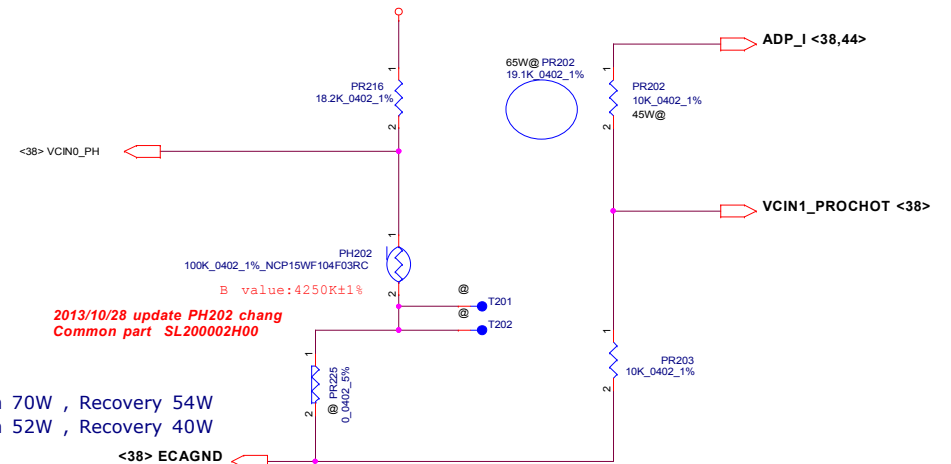 ADP_I <38,44>
65W@ PR202
19.1K_0402_1%
1
PR216
18.2K_0402_1%
2
1
PR202
10K_0402_1%
45W@
2
<38> VCIN0_PH
VCIN1_PROCHOT <38>
1
PH202
100K_0402_1%_NCP15WF104F03RC
B value:4250K±1%
2
@
T201
@
T202
2013/10/28 update PH202 chang
Common part SL200002H00
1
@ PR225
0_0402_5%
2
1
PR203
10K_0402_1%
2
70W , Recovery 54W
52W , Recovery 40W
<38> ECAGND